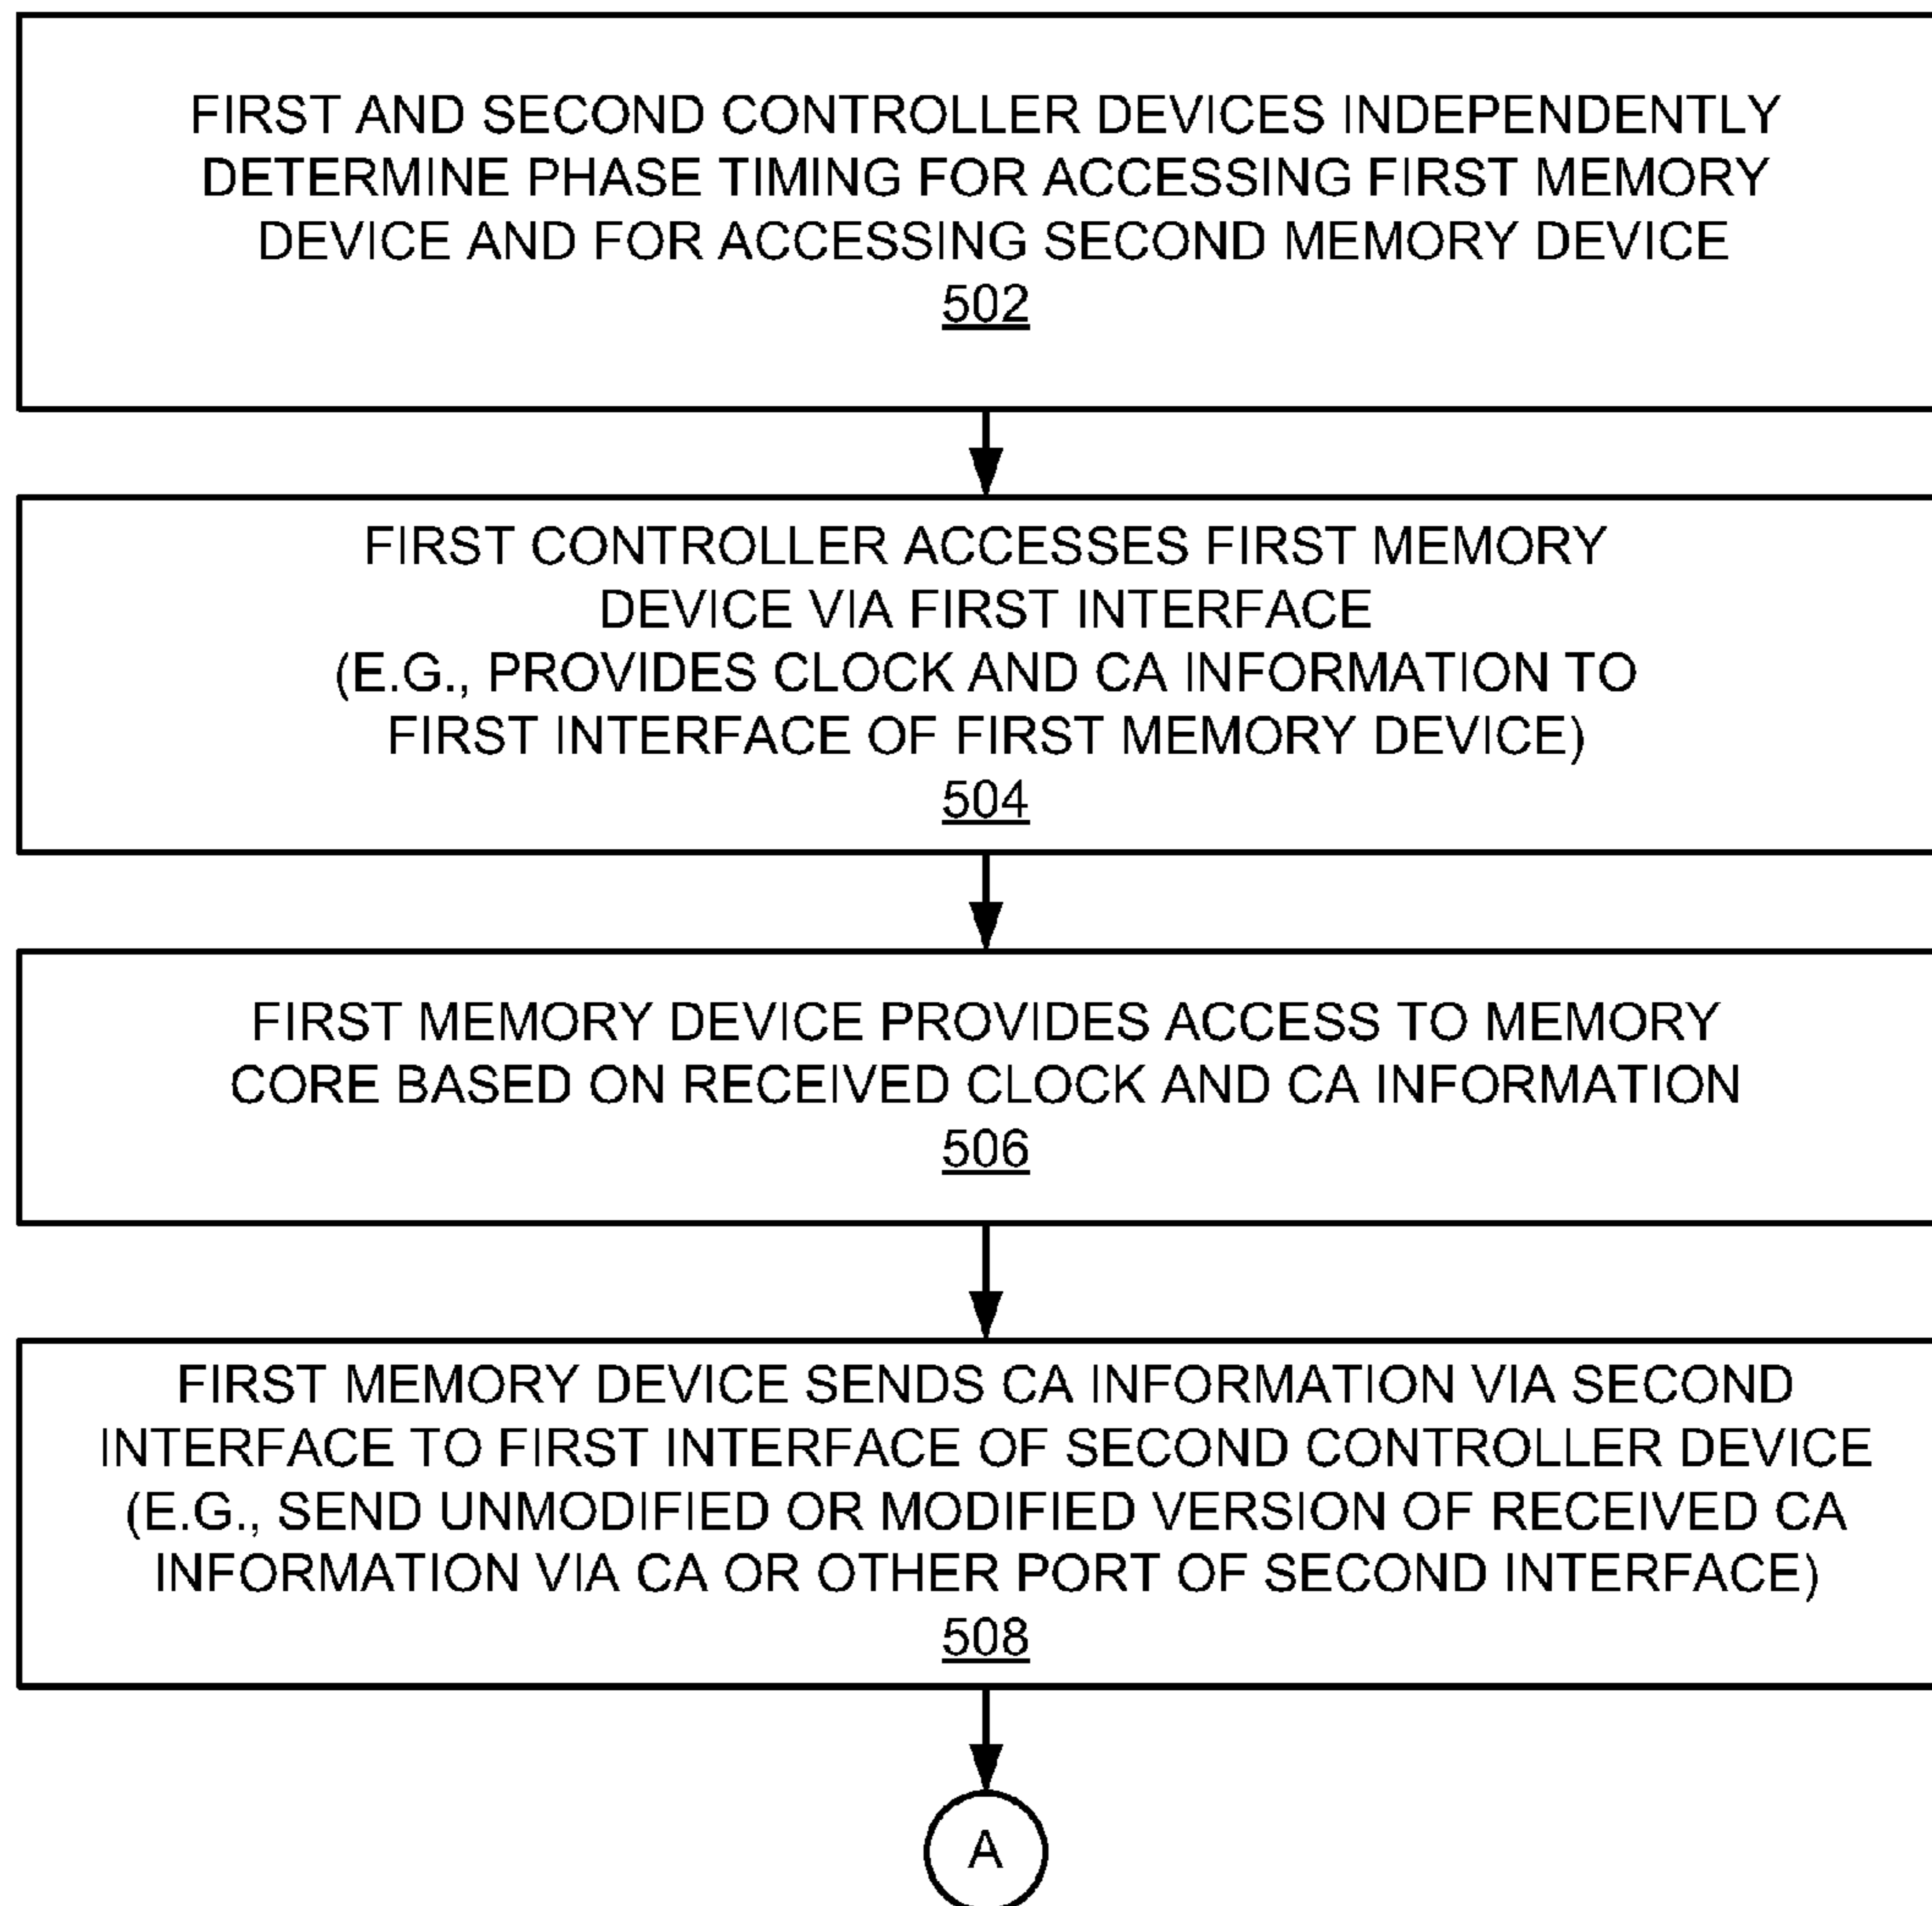 FIRST AND SECOND CONTROLLER DEVICES INDEPENDENTLY
DETERMINE PHASE TIMING FOR ACCESSING FIRST MEMORY
DEVICE AND FOR ACCESSING SECOND MEMORY DEVICE
502
FIRST CONTROLLER ACCESSES FIRST MEMORY
DEVICE VIA FIRST INTERFACE
(E.G., PROVIDES CLOCK AND CA INFORMATION TO
FIRST INTERFACE OF FIRST MEMORY DEVICE)
504
FIRST MEMORY DEVICE PROVIDES ACCESS TO MEMORY
CORE BASED ON RECEIVED CLOCK AND CA INFORMATION
506
FIRST MEMORY DEVICE SENDS CA INFORMATION VIA SECOND
INTERFACE TO FIRST INTERFACE OF SECOND CONTROLLER DEVICE
(E.G., SEND UNMODIFIED OR MODIFIED VERSION OF RECEIVED CA
INFORMATION VIA CA OR OTHER PORT OF SECOND INTERFACE)
508
A